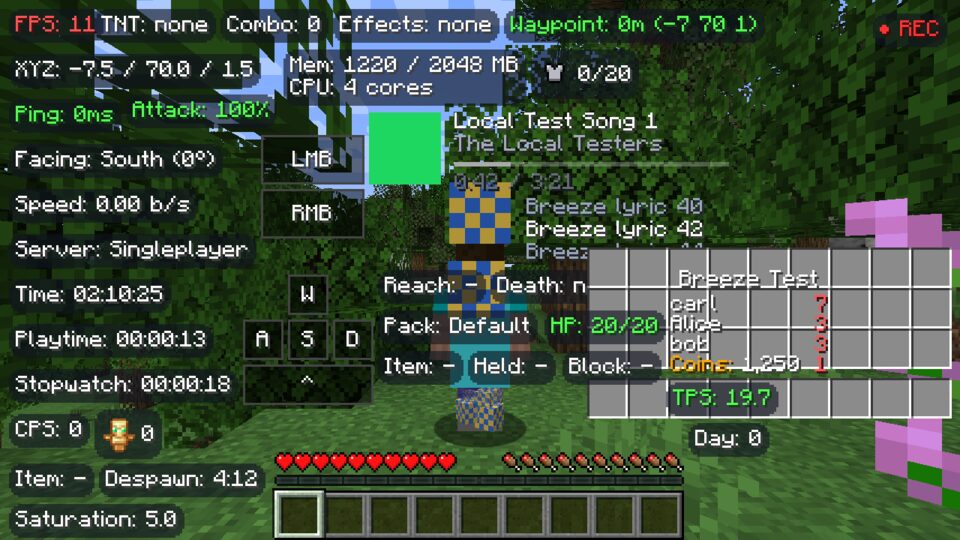 FPS: 11 TNT: none Combo: 0 Effects: none Waypoint: 0m (-7 70 1)
REC
XYZ: -7.5 / 70.0 / 1.5
Mem: 1220 / 2048 MB
CPU: 4 cores
0/20
Ping: 0ms Attack: 100%
Local Test Song 1
The Local Testers
0:42 / 3:21
Facing: South (0°)
LMB
Speed: 0.00 b/s
RMB
Breeze lyric 40
Breeze lyric 42
Breeze lyric
Server: Singleplayer
Time: 02:10:25
W
Reach: - Death: n
Breeze Test
carl 7
Alice 3
bob 3
Coins: 1,250 1
Playtime: 00:00:13
A S D
Pack: Default HP: 20/20
Stopwatch: 00:00:18
^
Item: - Held: - Block: -
TPS: 19.7
CPS: 0 0
Day: 0
Item: - Despawn: 4:12
Saturation: 5.0